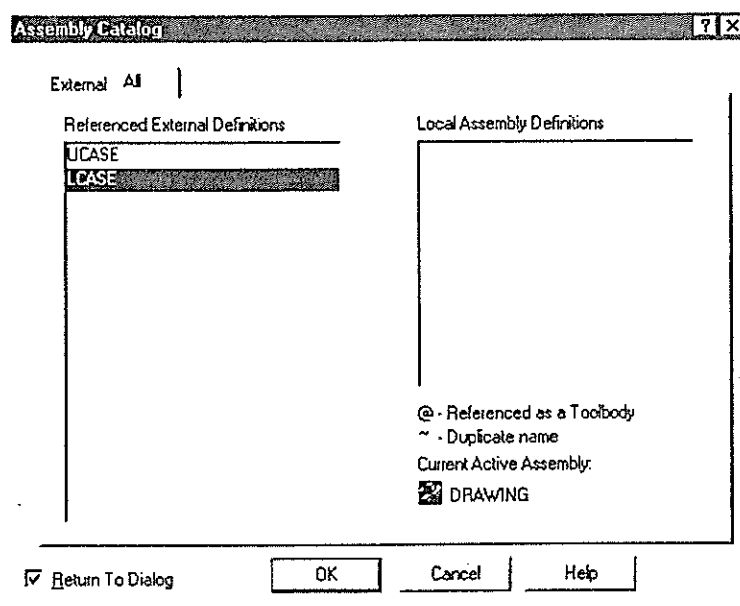 Assembly Catalog
External All
Referenced External Definitions
UCASE
LCASE
Local Assembly Definitions
@ - Referenced as a Toolbody
~ - Duplicate name
Current Active Assembly:
DRAWING
Return To Dialog
OK
Cancel
Help